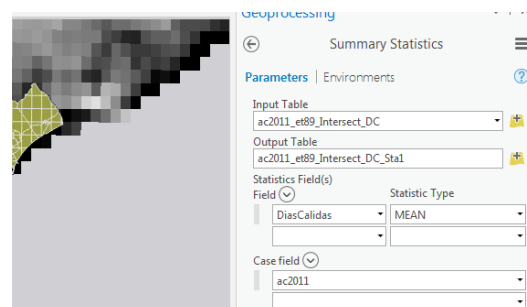 Geoprocessing
Summary Statistics
Parameters | Environments
?
Input Table
ac2011_et89_Intersect_DC
Output Table
ac2011_et89_Intersect_DC_Sta1
Statistics Field(s)
Field Statistic Type
DiasCalidas MEAN
Case field
ac2011